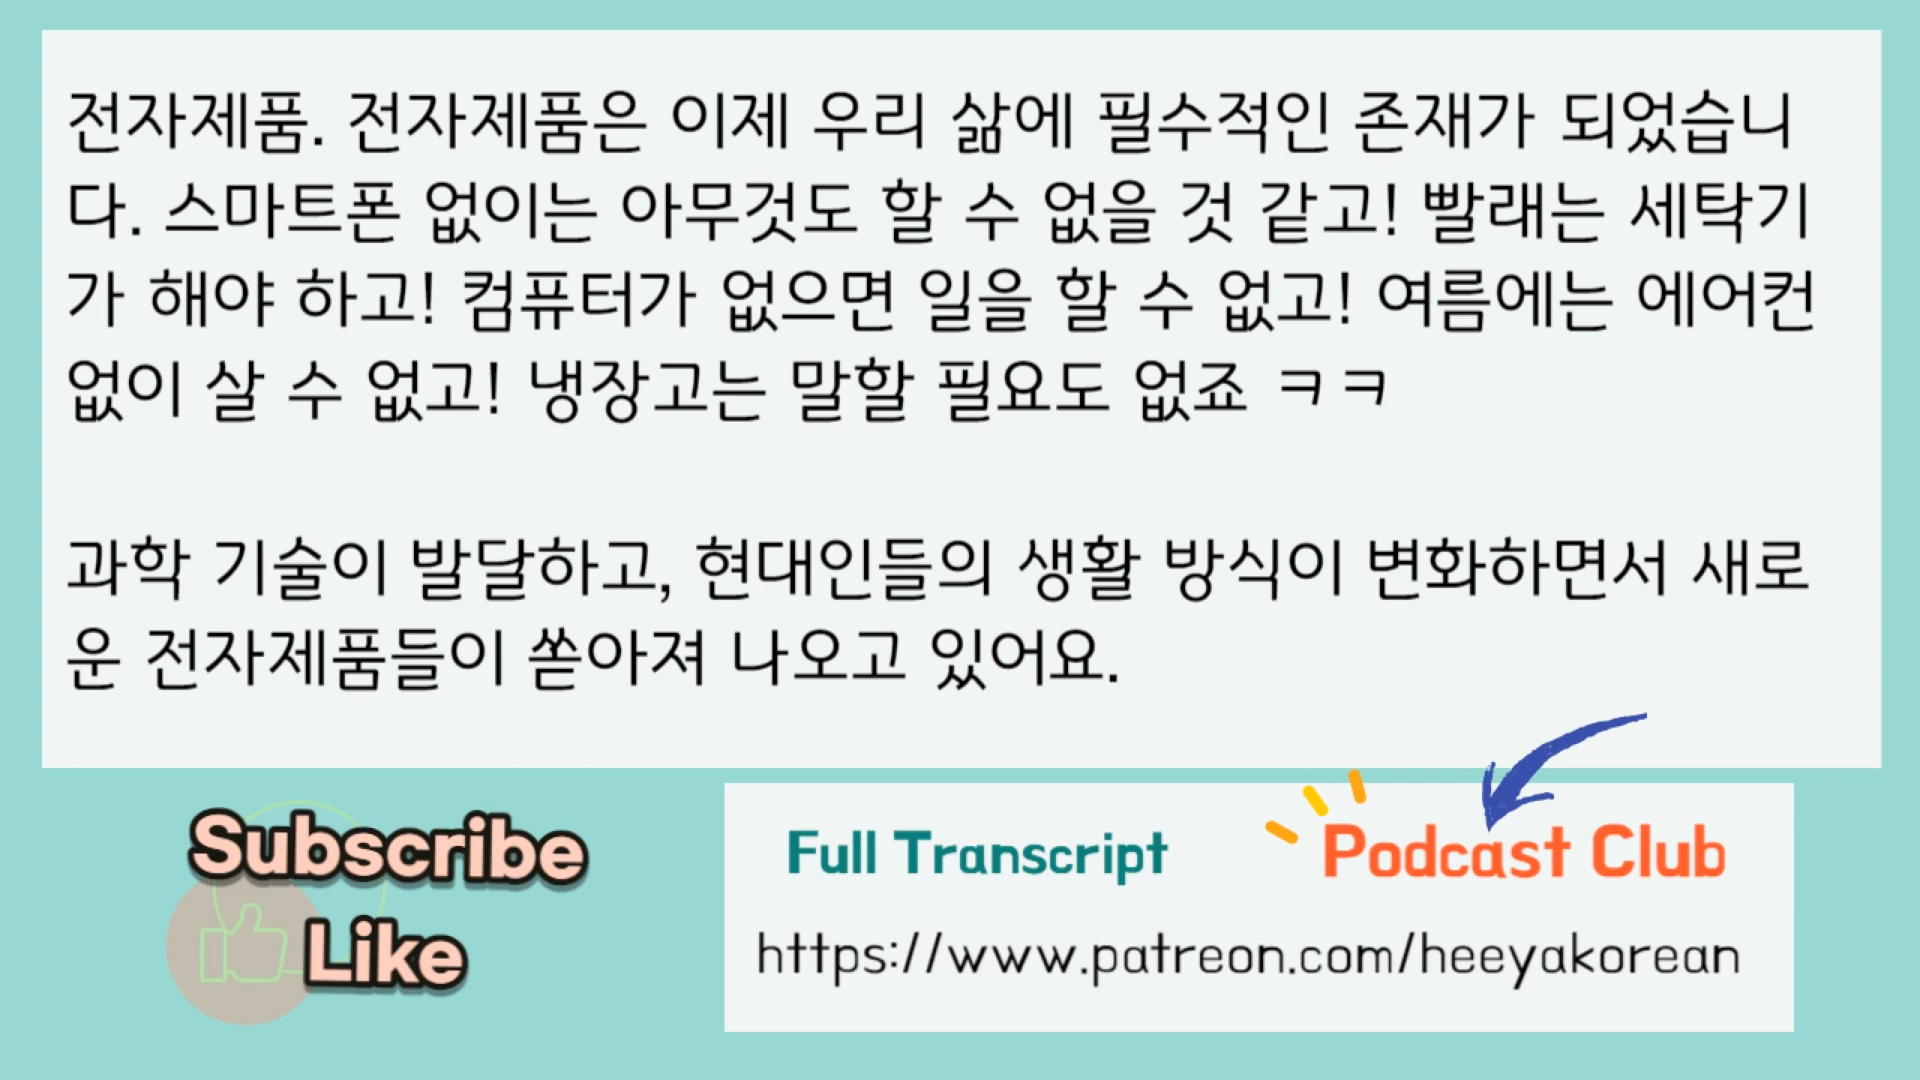 전자제품. 전자제품은 이제 우리 삶에 필수적인 존재가 되었습니
다. 스마트폰 없이는 아무것도 할 수 없을 것 같고! 빨래는 세탁기
가 해야 하고! 컴퓨터가 없으면 일을 할 수 없고! 여름에는 에어컨
없이 살 수 없고! 냉장고는 말할 필요도 없죠 ㅋㅋ
과학 기술이 발달하고, 현대인들의 생활 방식이 변화하면서 새로
운 전자제품들이 쏟아져 나오고 있어요.
Subscribe
Like
Full Transcript Podcast Club
https://www.patreon.com/heeyakorean